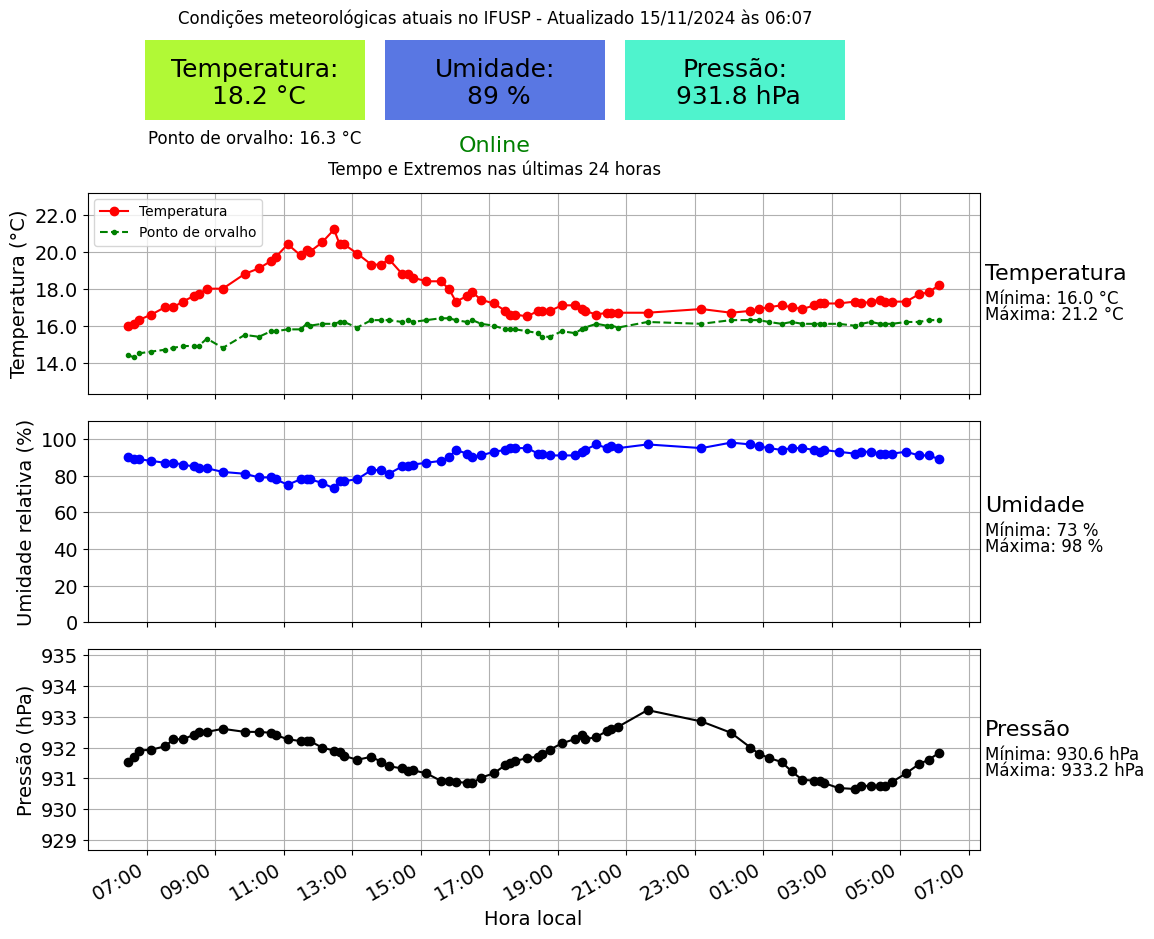 Condições meteorológicas atuais no IFUSP - Atualizado 15/11/2024 às 06:07
Temperatura:
18.2 °C
Umidade:
89 %
Pressão:
931.8 hPa
Ponto de orvalho: 16.3 °C
Online
Tempo e Extremos nas últimas 24 horas
Temperatura (°C)
22.0
20.0
18.0
16.0
14.0
Temperatura
Ponto de orvalho
Temperatura
Mínima: 16.0 °C
Máxima: 21.2 °C
Umidade relativa (%)
100
80
60
40
20
0
Umidade
Mínima: 73 %
Máxima: 98 %
Pressão (hPa)
935
934
933
932
931
930
929
Pressão
Mínima: 930.6 hPa
Máxima: 933.2 hPa
07:00 09:00 11:00 13:00 15:00 17:00 19:00 21:00 23:00 01:00 03:00 05:00 07:00
Hora local